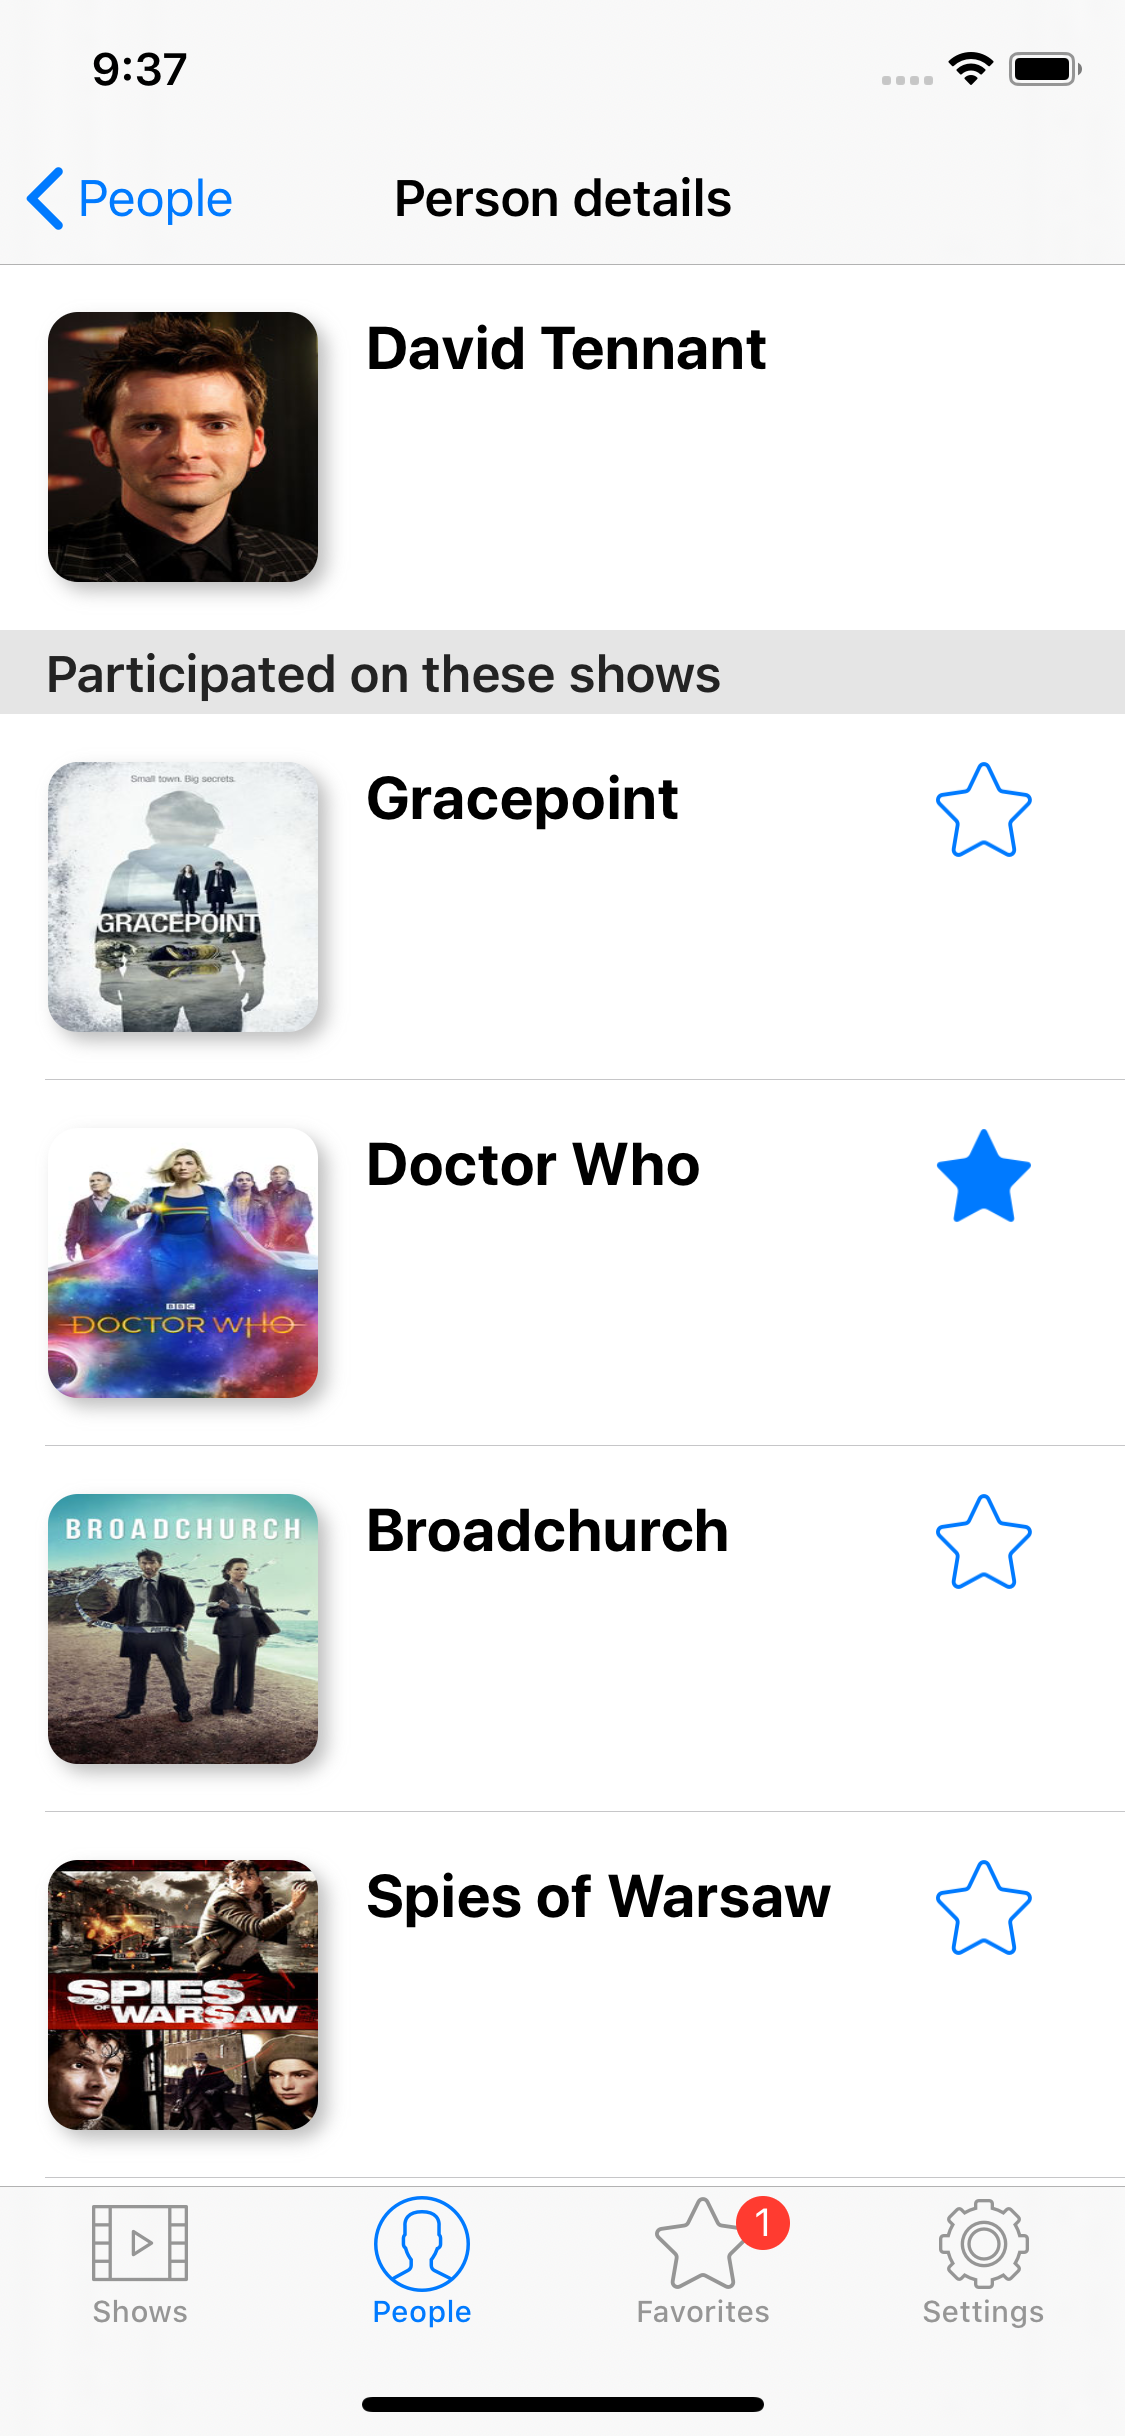 9:37
People
Person details
David Tennant
Participated on these shows
Small town. Big secrets.
GRACEPOINT
Gracepoint
BBC
DOCTOR WHO
Doctor Who
BROADCHURCH
POLICE
Broadchurch
SPIES
OF WARSAW
Spies of Warsaw
1
Shows
People
Favorites
Settings